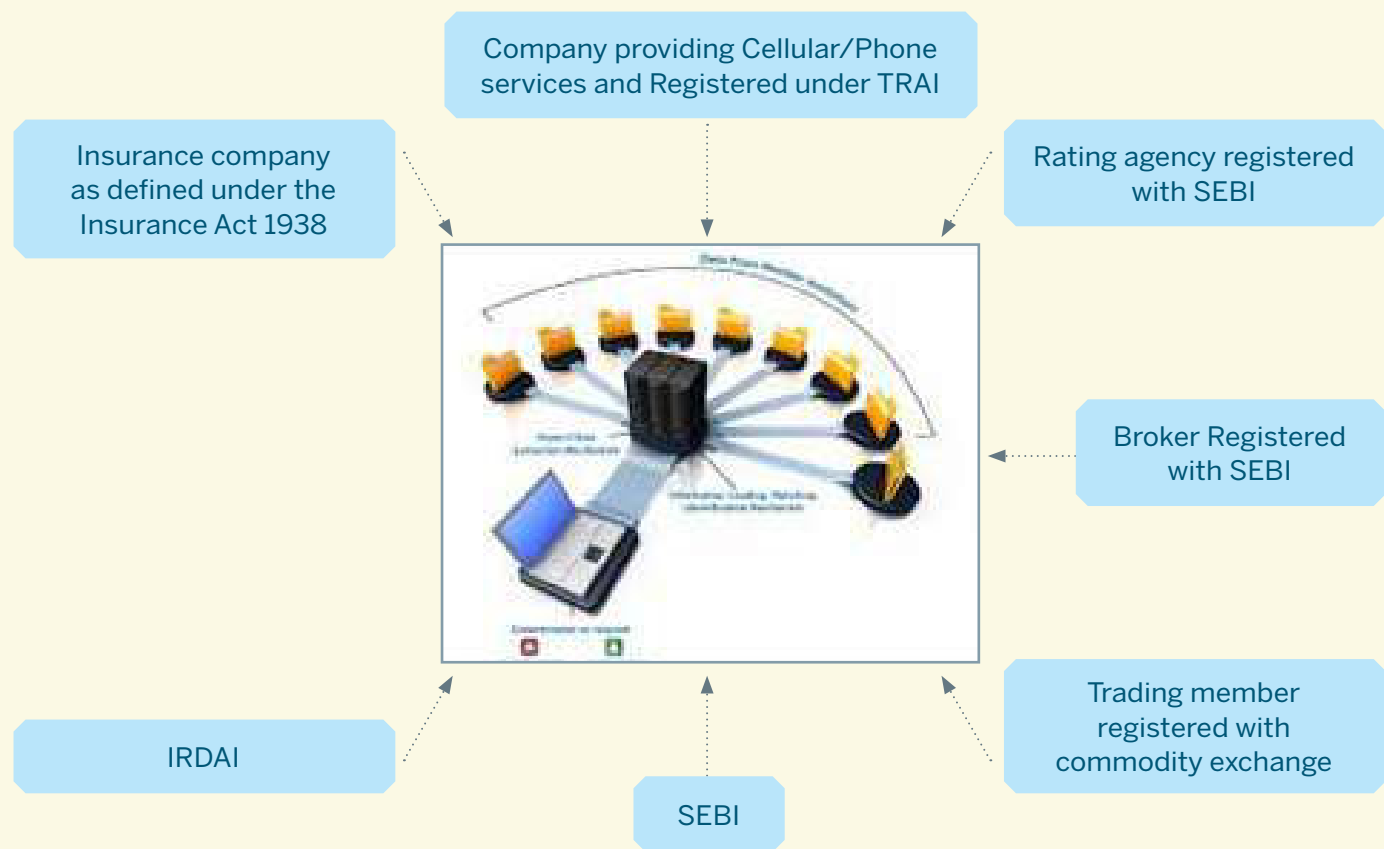 Company providing Cellular/Phone
services and Registered under TRAI
Insurance company
as defined under the
Insurance Act 1938
Rating agency registered
with SEBI
Broker Registered
with SEBI
Trading member
registered with
commodity exchange
IRDAI
SEBI